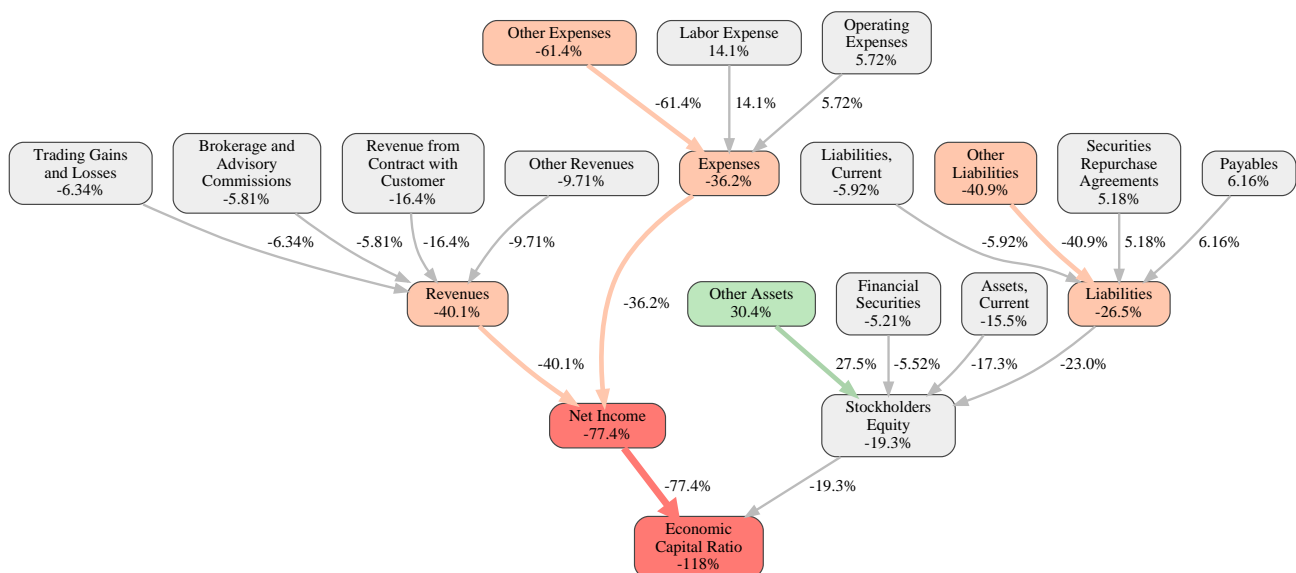 Other Expenses
-61.4%
Labor Expense
14.1%
Operating
Expenses
5.72%
-61.4%
14.1%
5.72%
Trading Gains
and Losses
-6.34%
Brokerage and
Advisory
Commissions
-5.81%
Revenue from
Contract with
Customer
-16.4%
Other Revenues
-9.71%
Expenses
-36.2%
Liabilities,
Current
-5.92%
Other
Liabilities
-40.9%
Securities
Repurchase
Agreements
5.18%
Payables
6.16%
-6.34%
-5.81%
-16.4%
-9.71%
-5.92%
-40.9%
5.18%
6.16%
Revenues
-40.1%
-36.2%
Other Assets
30.4%
Financial
Securities
-5.21%
Assets,
Current
-15.5%
Liabilities
-26.5%
-40.1%
27.5%
-5.52%
-17.3%
-23.0%
Net Income
-77.4%
Stockholders
Equity
-19.3%
-77.4%
-19.3%
Economic
Capital Ratio
-118%